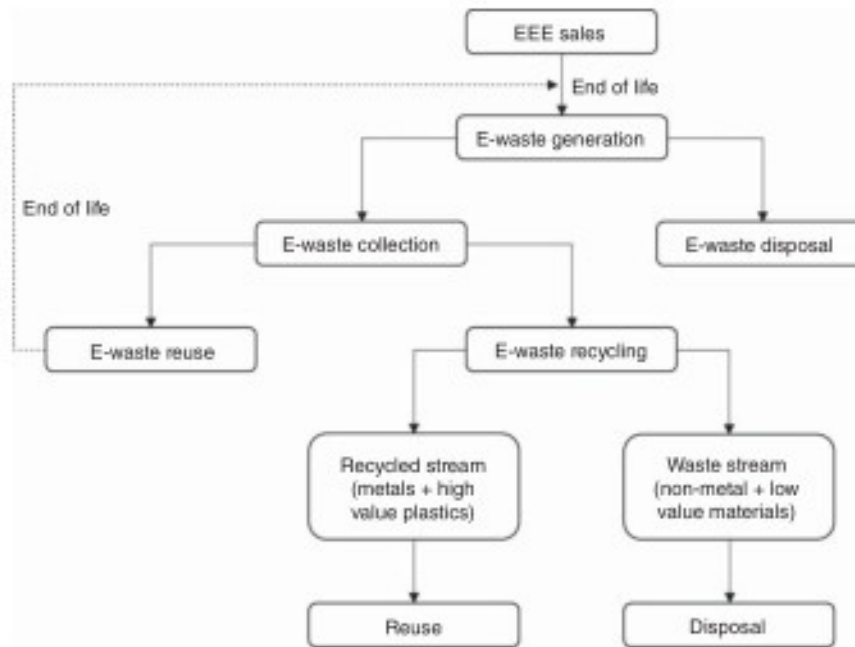 EEE sales
End of life
E-waste generation
End of life
E-waste collection
E-waste disposal
E-waste reuse
E-waste recycling
Recycled stream
(metals + high
value plastics)
Waste stream
(non-metal + low
value materials)
Reuse
Disposal